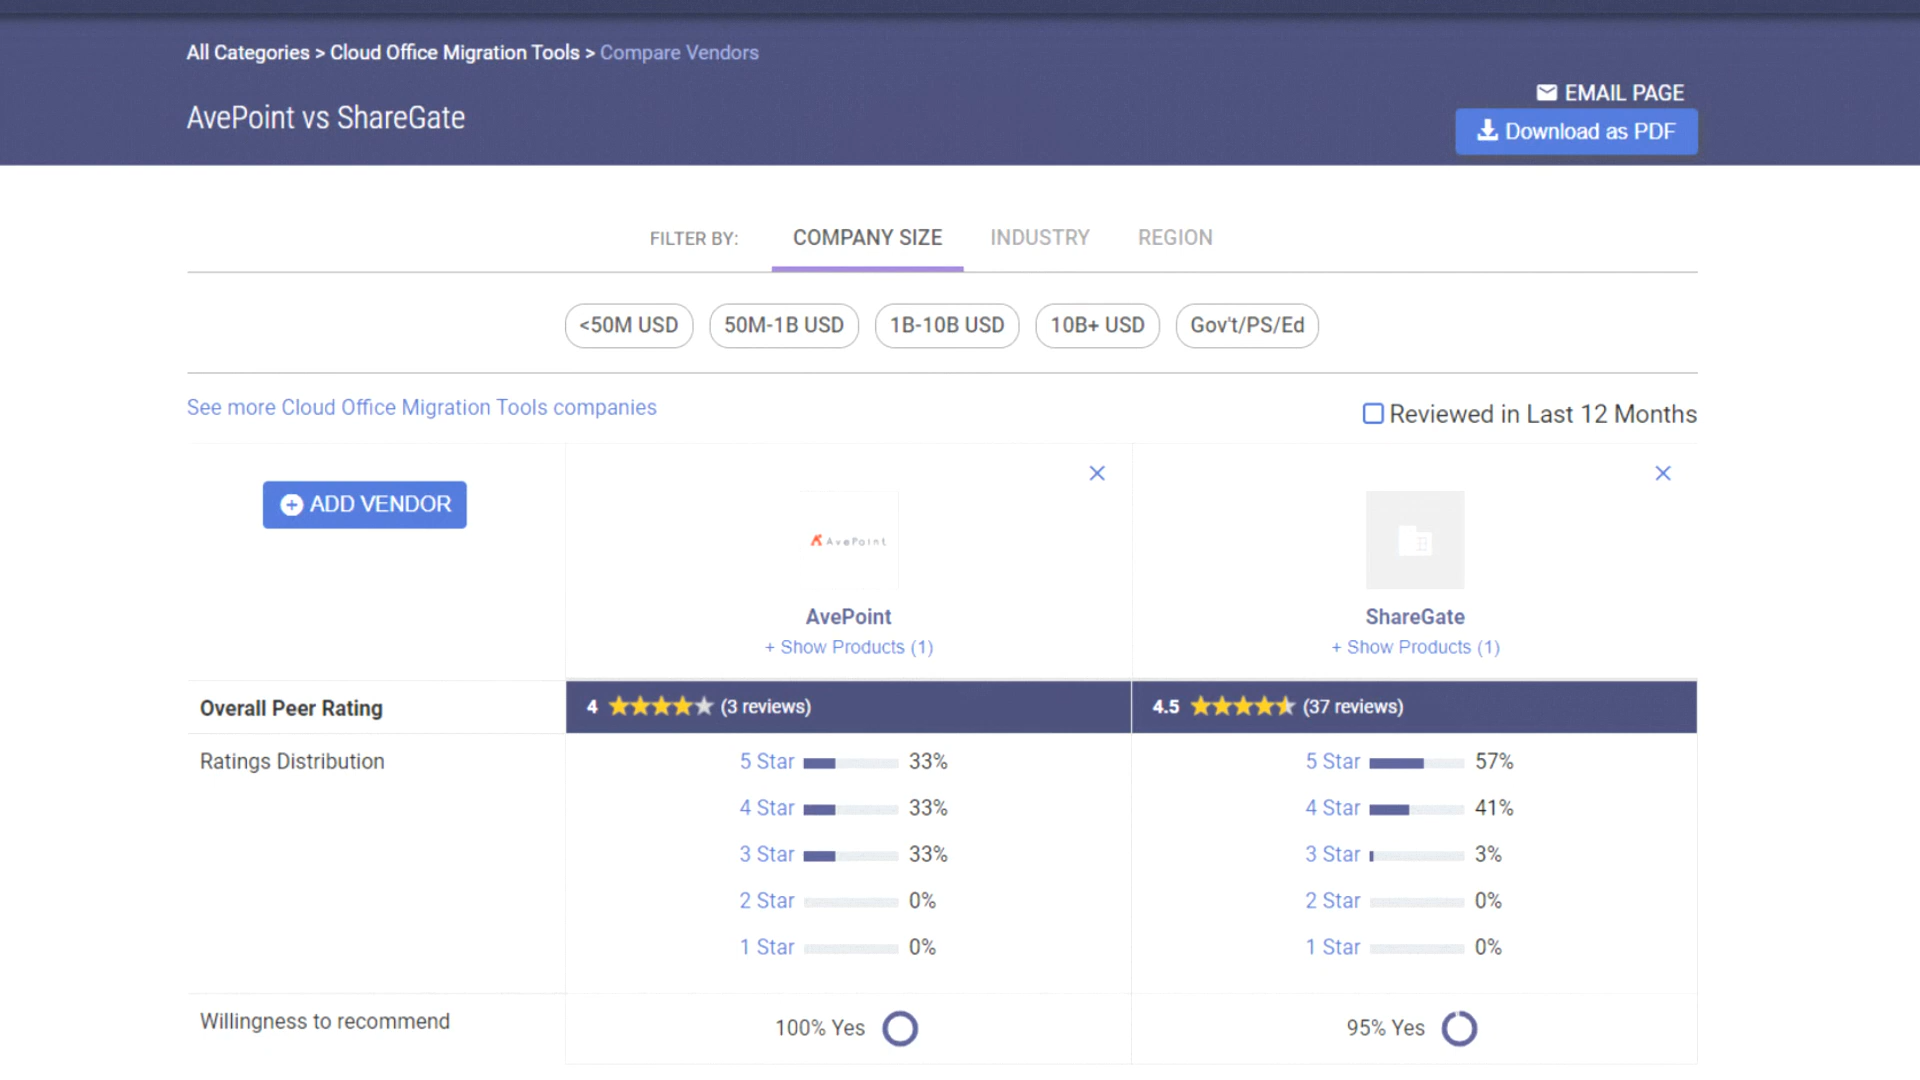 All Categories > Cloud Office Migration Tools > Compare Vendors
EMAIL PAGE
AvePoint vs ShareGate
Download as PDF
FILTER BY: COMPANY SIZE INDUSTRY REGION
<50M USD 50M-1B USD 1B-10B USD 10B+ USD Gov't/PS/Ed
See more Cloud Office Migration Tools companies
Reviewed in Last 12 Months
ADD VENDOR
AvePoint
AvePoint ShareGate
+ Show Products (1) + Show Products (1)
Overall Peer Rating 4 (3 reviews) 4.5 (37 reviews)
Ratings Distribution 5 Star 33% 5 Star 57%
4 Star 33% 4 Star 41%
3 Star 33% 3 Star 3%
2 Star 0% 2 Star 0%
1 Star 0% 1 Star 0%
Willingness to recommend 100% Yes 95% Yes